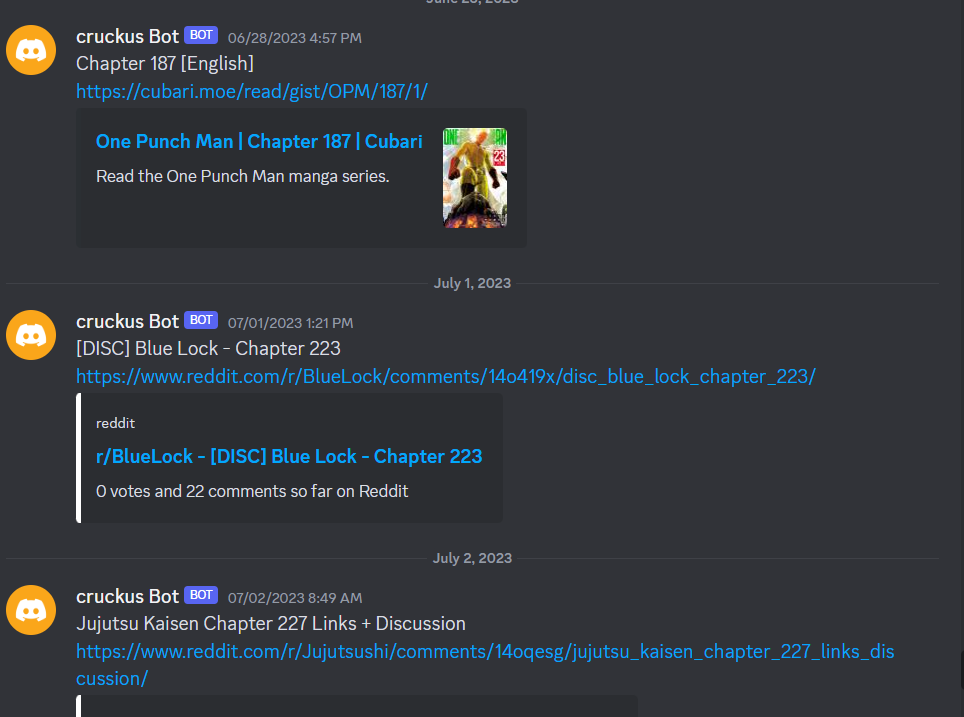 cruckus Bot BOT 06/28/2023 4:57 PM
Chapter 187 [English]
https://cubari.moe/read/gist/OPM/187/1/
One Punch Man | Chapter 187 | Cubari
Read the One Punch Man manga series.
23
July 1, 2023
cruckus Bot BOT 07/01/2023 1:21 PM
[DISC] Blue Lock - Chapter 223
https://www.reddit.com/r/BlueLock/comments/14o419x/disc_blue_lock_chapter_223/
reddit
r/BlueLock - [DISC] Blue Lock - Chapter 223
0 votes and 22 comments so far on Reddit
July 2, 2023
cruckus Bot BOT 07/02/2023 8:49 AM
Jujutsu Kaisen Chapter 227 Links + Discussion
https://www.reddit.com/r/Jujutsushi/comments/14oqesg/jujutsu_kaisen_chapter_227_links_dis
cussion/